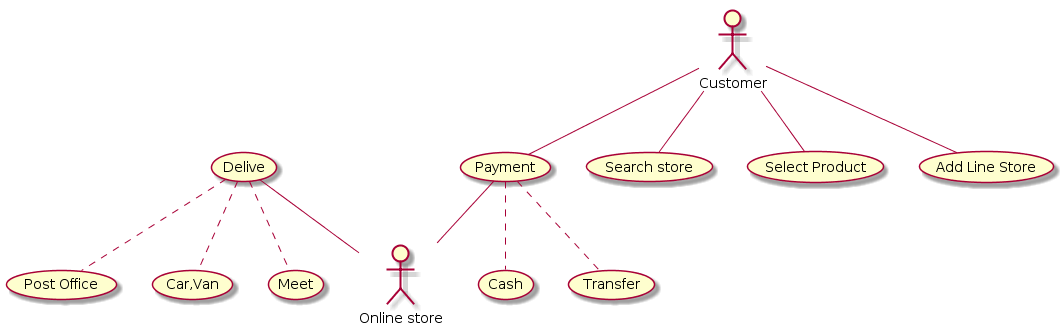 Customer
Delive
Payment
Search store
Select Product
Add Line Store
Post Office
Car,Van
Meet
Online store
Cash
Transfer